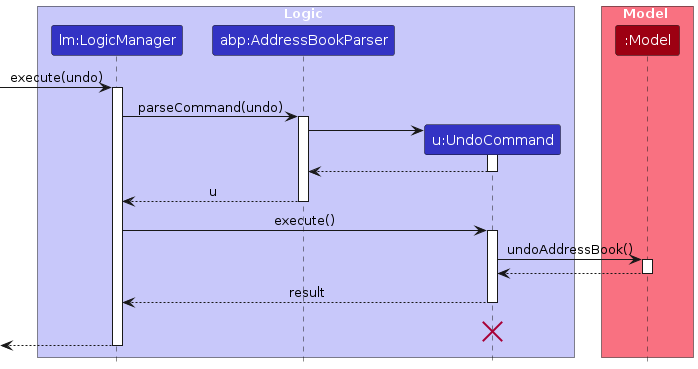 Logic
Model
lm:LogicManager
abp:AddressBookParser
:Model
execute(undo)
parseCommand(undo)
u:UndoCommand
u
execute()
undoAddressBook()
result